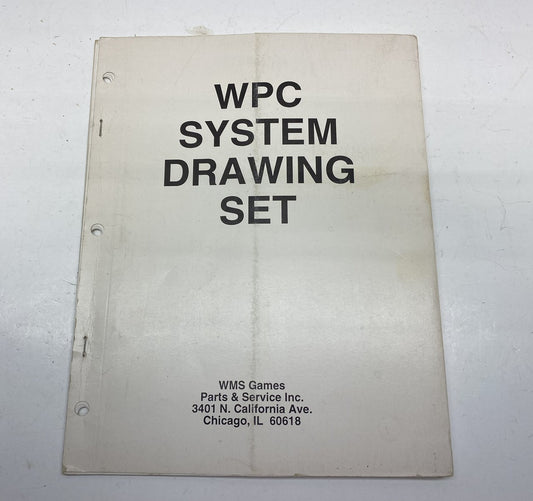 WPC
SYSTEM
DRAWING
SET
WMS Games
Parts & Service Inc.
3401 N. California Ave.
Chicago, IL 60618